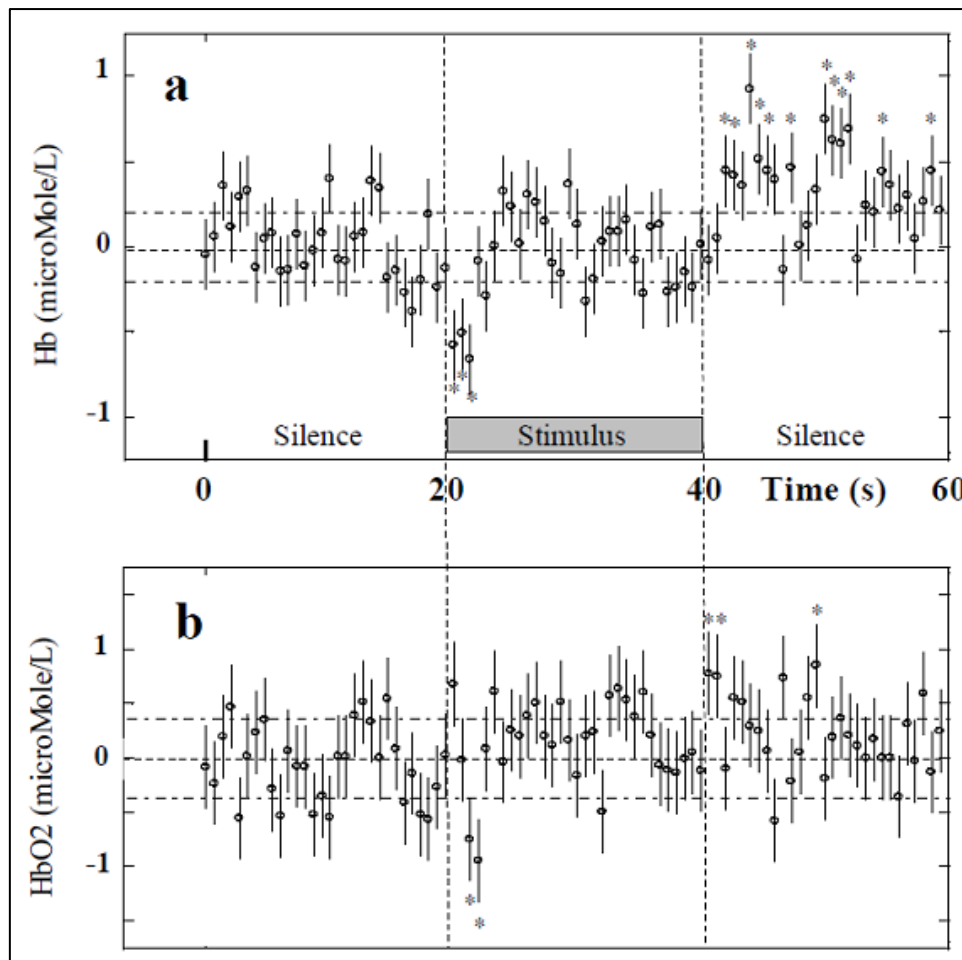 a
1
0
-1
Hb (microMole/L)
* * * * * * * * * * * * *
* * *
Silence Stimulus Silence
0 20 40 Time (s) 60
b
1
0
-1
HbO2 (microMole/L)
* * *
* *